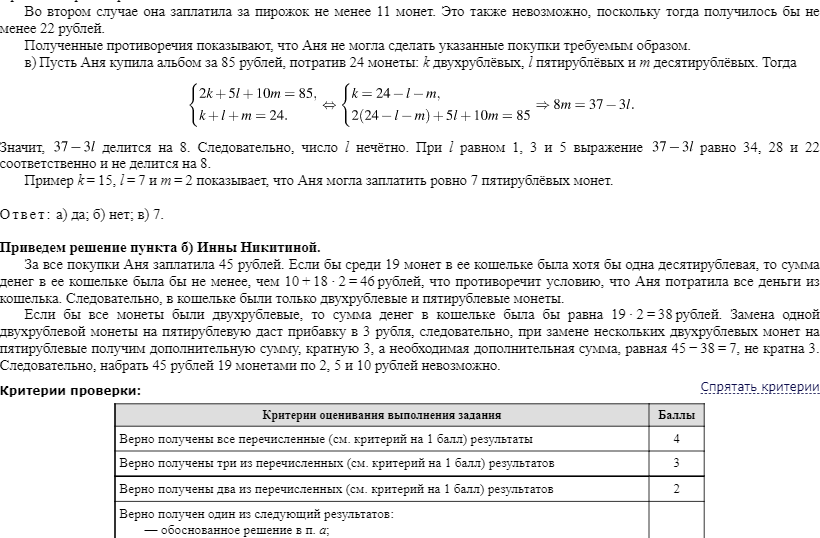 Во втором случае она заплатила за пирожок не менее 11 монет. Это также невозможно, поскольку тогда получилось бы не
менее 22 рублей.
Полученные противоречия показывают, что Аня не могла сделать указанные покупки требуемым образом.
в) Пусть Аня купила альбом за 85 рублей, потратив 24 монеты: k двухрублёвых, l пятирублёвых и m десятирублёвых. Тогда
{2k + 5l + 10m = 85, ⇔ {k = 24 − l − m,
k + l + m = 24. 2(24 − l − m) + 5l + 10m = 85 ⇒ 8m = 37 − 3l.
Значит, 37 − 3l делится на 8. Следовательно, число l нечётно. При l равном 1, 3 и 5 выражение 37 − 3l равно 34, 28 и 22
соответственно и не делится на 8.
Пример k = 15, l = 7 и m = 2 показывает, что Аня могла заплатить ровно 7 пятирублёвых монет.
Ответ: а) да; б) нет; в) 7.
Приведем решение пункта б) Инны Никитиной.
За все покупки Аня заплатила 45 рублей. Если бы среди 19 монет в ее кошельке была хотя бы одна десятирублевая, то сумма
денег в ее кошельке была бы не менее, чем 10 + 18 · 2 = 46 рублей, что противоречит условию, что Аня потратила все деньги из
кошелька. Следовательно, в кошельке были только двухрублевые и пятирублевые монеты.
Если бы все монеты были двухрублевые, то сумма денег в кошельке была бы равна 19 · 2 = 38 рублей. Замена одной
двухрублевой монеты на пятирублевую даст прибавку в 3 рубля, следовательно, при замене нескольких двухрублевых монет на
пятирублевые получим дополнительную сумму, кратную 3, а необходимая дополнительная сумма, равная 45 − 38 = 7, не кратна 3.
Следовательно, набрать 45 рублей 19 монетами по 2, 5 и 10 рублей невозможно.
Критерии проверки: Спрятать критерии
Критерии оценивания выполнения задания Баллы
Верно получены все перечисленные (см. критерий на 1 балл) результаты 4
Верно получены три из перечисленных (см. критерий на 1 балл) результатов 3
Верно получены два из перечисленных (см. критерий на 1 балл) результатов 2
Верно получен один из следующий результатов:
— обоснованное решение в п. а;